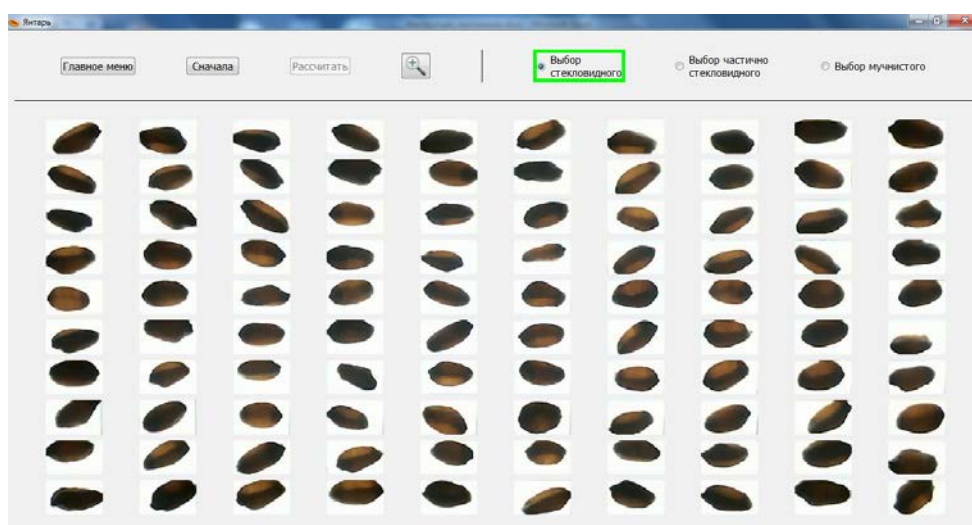 Янтарь
Главное меню
Сначала
Рассчитать
Выбор
стекловидного
Выбор частично
стекловидного
Выбор мучнистого